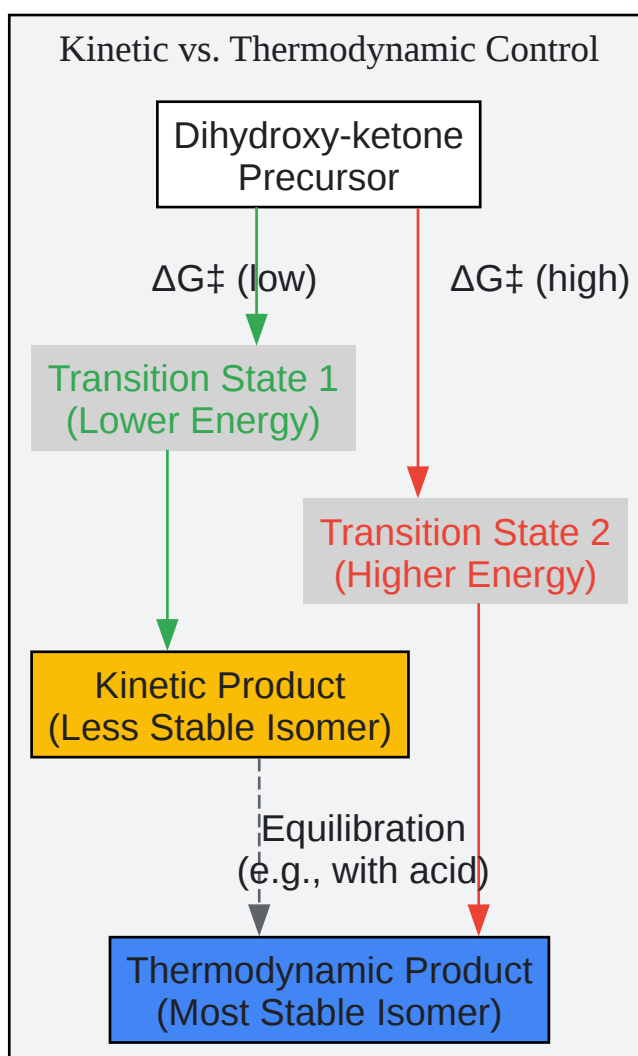 Kinetic vs. Thermodynamic Control
Dihydroxy-ketone
Precursor
ΔG‡ (low)
ΔG‡ (high)
Transition State 1
(Lower Energy)
Transition State 2
(Higher Energy)
Kinetic Product
(Less Stable Isomer)
Equilibration
(e.g., with acid)
Thermodynamic Product
(Most Stable Isomer)